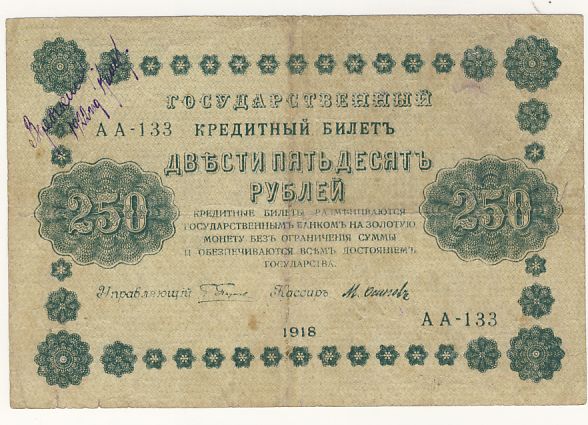 ГОСУДАРСТВЕННЫЙ
АА-133 КРЕДИТНЫЙ БИЛЕТЪ
ДВѢСТИ ПЯТЬДЕСЯТЪ
РУБЛЕЙ
250 250
КРЕДИТНЫЕ БИЛЕТЫ РАЗМѢНИВАЮТСЯ
ГОСУДАРСТВЕННЫМЪ БАНКОМЪ НА ЗОЛОТУЮ
МОНЕТУ БЕЗЪ ОГРАНИЧЕНІЯ СУММЫ
И ОБЕЗПЕЧИВАЮТСЯ ВСѢМЪ ДОСТОЯНІЕМЪ
ГОСУДАРСТВА.
Управляющій Кассиръ М. Осиповъ
1918
АА-133